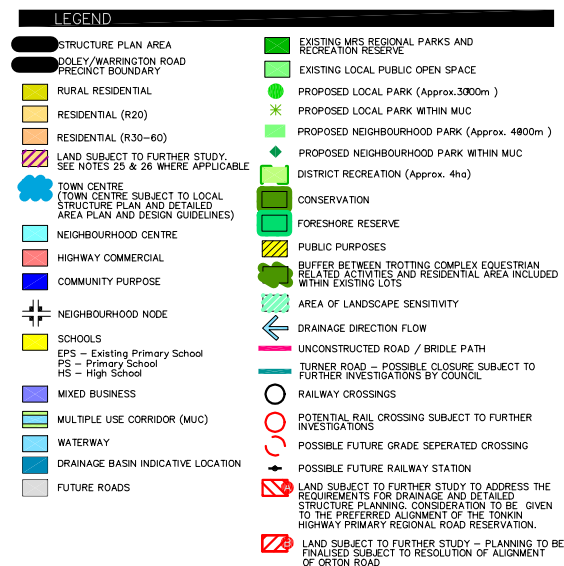 LEGEND
STRUCTURE PLAN AREA
DOLEY/WARRINGTON ROAD
PRECINCT BOUNDARY
RURAL RESIDENTIAL
RESIDENTIAL (R20)
RESIDENTIAL (R30-60)
LAND SUBJECT TO FURTHER STUDY.
SEE NOTES 25 & 26 WHERE APPLICABLE
TOWN CENTRE
(TOWN CENTRE SUBJECT TO LOCAL
STRUCTURE PLAN AND DETAILED
AREA PLAN AND DESIGN GUIDELINES)
NEIGHBOURHOOD CENTRE
HIGHWAY COMMERCIAL
COMMUNITY PURPOSE
NEIGHBOURHOOD NODE
SCHOOLS
EPS - Existing Primary School
PS - Primary School
HS - High School
MIXED BUSINESS
MULTIPLE USE CORRIDOR (MUC)
WATERWAY
DRAINAGE BASIN INDICATIVE LOCATION
FUTURE ROADS
EXISTING MRS REGIONAL PARKS AND
RECREATION RESERVE
EXISTING LOCAL PUBLIC OPEN SPACE
PROPOSED LOCAL PARK (Approx.3000m )
PROPOSED LOCAL PARK WITHIN MUC
PROPOSED NEIGHBOURHOOD PARK (Approx. 4000m )
PROPOSED NEIGHBOURHOOD PARK WITHIN MUC
DISTRICT RECREATION (Approx. 4ha)
CONSERVATION
FORESHORE RESERVE
PUBLIC PURPOSES
BUFFER BETWEEN TROTTING COMPLEX EQUESTRIAN
RELATED ACTIVITIES AND RESIDENTIAL AREA INCLUDED
WITHIN EXISTING LOTS
AREA OF LANDSCAPE SENSITIVITY
DRAINAGE DIRECTION FLOW
UNCONSTRUCTED ROAD / BRIDLE PATH
TURNER ROAD - POSSIBLE CLOSURE SUBJECT TO
FURTHER INVESTIGATIONS BY COUNCIL
RAILWAY CROSSINGS
POTENTIAL RAIL CROSSING SUBJECT TO FURTHER
INVESTIGATIONS
POSSIBLE FUTURE GRADE SEPERATED CROSSING
POSSIBLE FUTURE RAILWAY STATION
A LAND SUBJECT TO FURTHER STUDY TO ADDRESS THE
REQUIREMENTS FOR DRAINAGE AND DETAILED
STRUCTURE PLANNING. CONSIDERATION TO BE GIVEN
TO THE PREFERRED ALIGNMENT OF THE TONKIN
HIGHWAY PRIMARY REGIONAL ROAD RESERVATION.
B LAND SUBJECT TO FURTHER STUDY - PLANNING TO BE
FINALISED SUBJECT TO RESOLUTION OF ALIGNMENT
OF ORTON ROAD